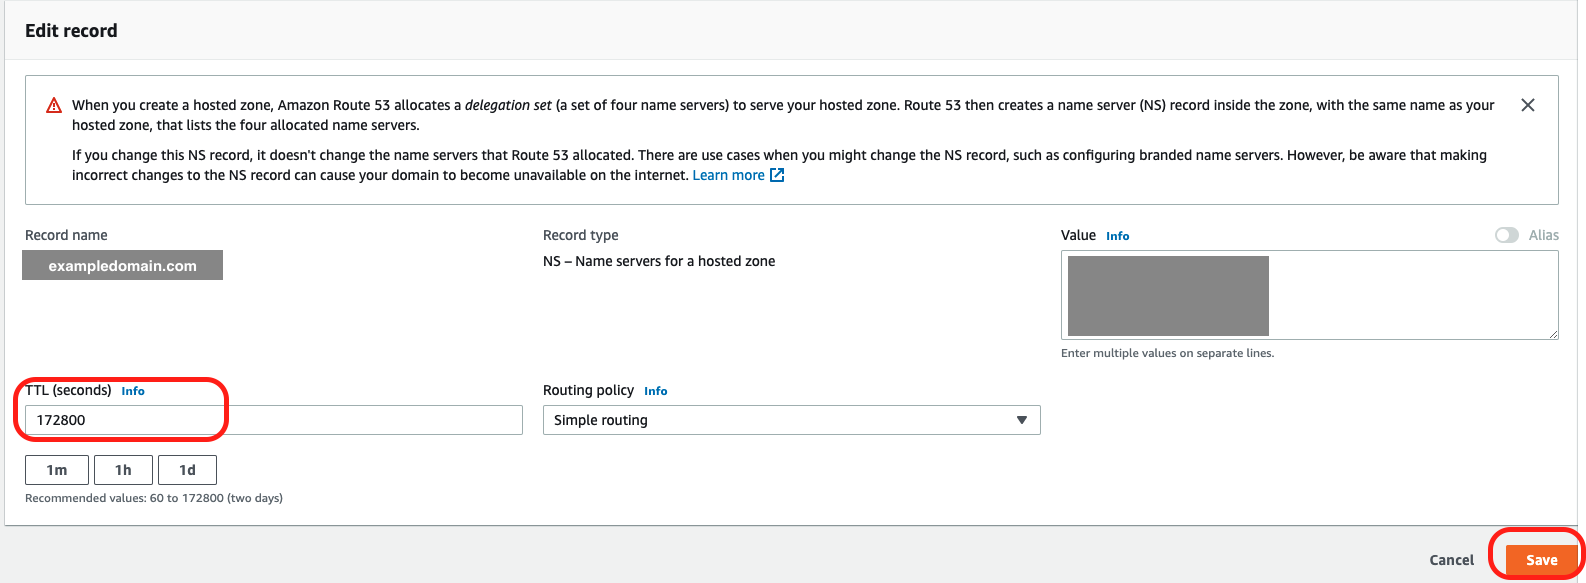 Edit record
When you create a hosted zone, Amazon Route 53 allocates a delegation set (a set of four name servers) to serve your hosted zone. Route 53 then creates a name server (NS) record inside the zone, with the same name as your
hosted zone, that lists the four allocated name servers.
If you change this NS record, it doesn't change the name servers that Route 53 allocated. There are use cases when you might change the NS record, such as configuring branded name servers. However, be aware that making
incorrect changes to the NS record can cause your domain to become unavailable on the internet. Learn more
Record name
exampledomain.com
Record type
NS – Name servers for a hosted zone
Value Info
Alias
Enter multiple values on separate lines.
TTL (seconds) Info
172800
1m 1h 1d
Recommended values: 60 to 172800 (two days)
Routing policy Info
Simple routing
Cancel Save